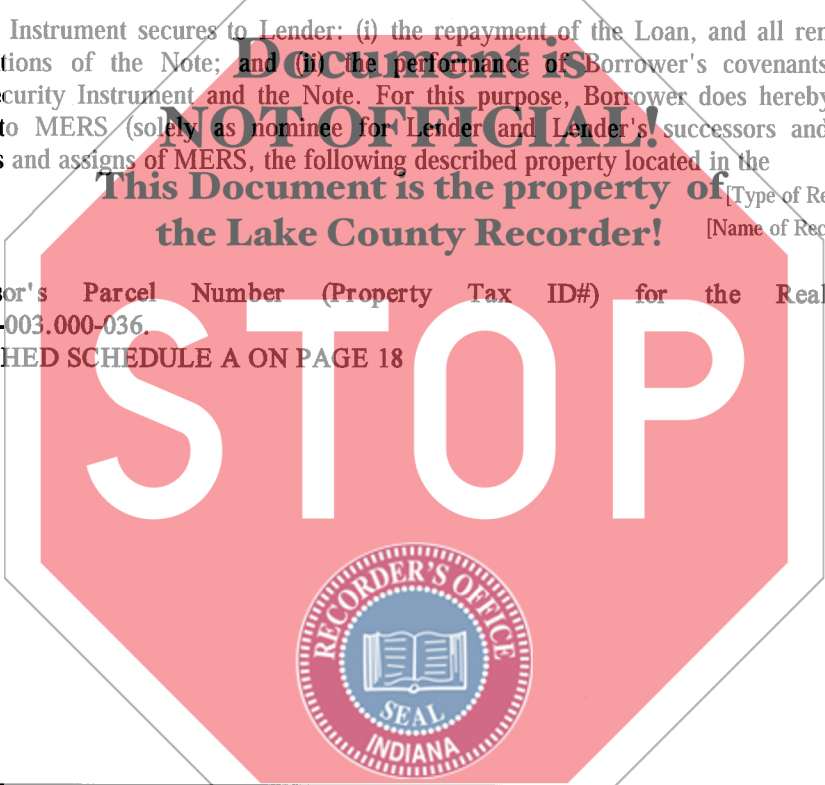 Instrument secures to Lender: (i) the repayment of the Loan, and all ren
tions of the Note; and (ii) the performance of Borrower's covenants
curity Instrument and the Note. For this purpose, Borrower does hereby
to MERS (solely as nominee for Lender and Lender's successors and
s and assigns of MERS, the following described property located in the
[Type of Re
[Name of Rec
Document is
NOT OFFICIAL!
This Document is the property of
the Lake County Recorder!
sor's Parcel Number (Property Tax ID#) for the Real
-003.000-036.
HED SCHEDULE A ON PAGE 18
STOP
RECORDER'S OFFICE
SEAL
INDIANA